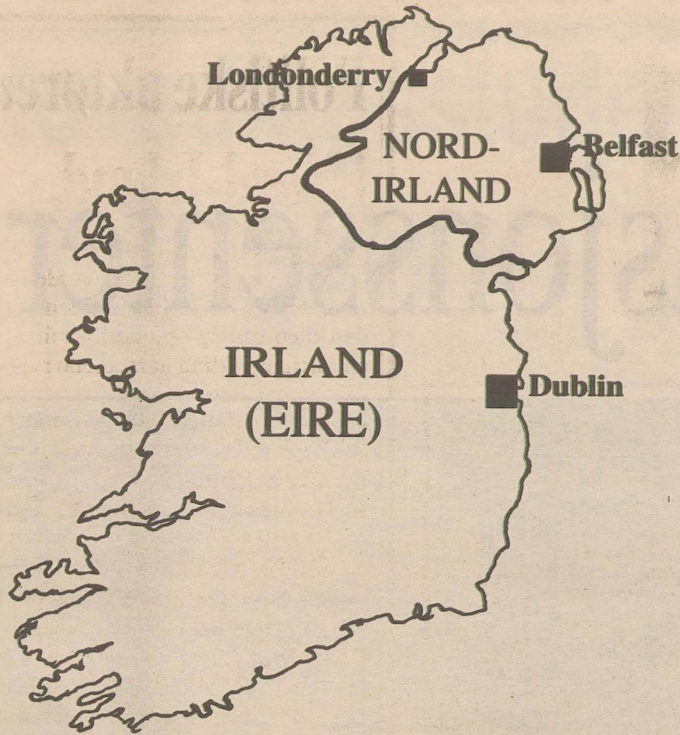 Londonderry
NORD-
IRLAND
Belfast
IRLAND
(EIRE)
Dublin